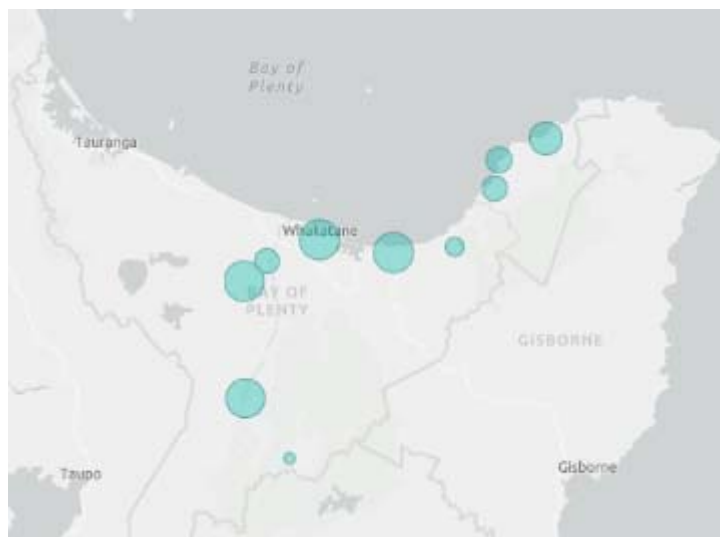 Bay of
Plenty
Tauranga
Whakatane
BAY OF
PLENTY
GISBORNE
Taupo
Gisborne